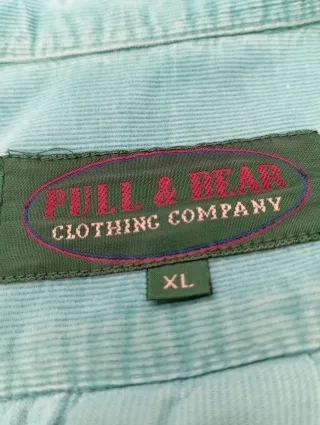 PULL & BEAR
CLOTHING COMPANY
XL